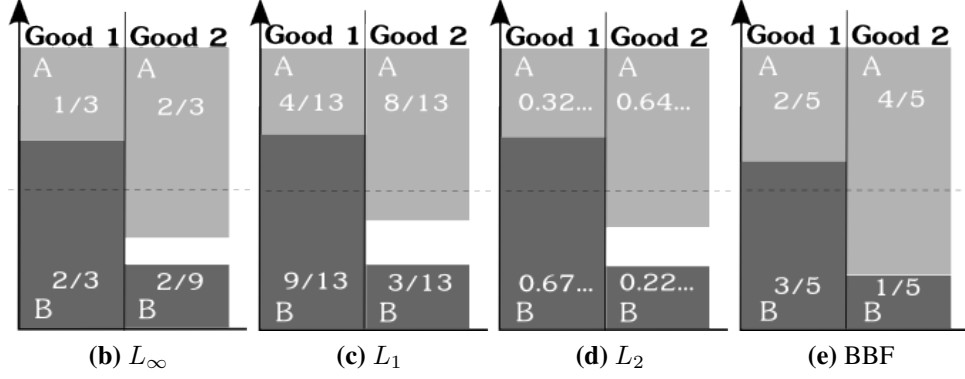 Good 1 Good 2 Good 1 Good 2 Good 1 Good 2 Good 1 Good 2
A A A A A A A A
1/3 2/3 4/13 8/13 0.32... 0.64... 2/5 4/5
2/3 2/9 9/13 3/13 0.67... 0.22... 3/5 1/5
B B B B B B B B
(b) L∞ (c) L1 (d) L2 (e) BBF